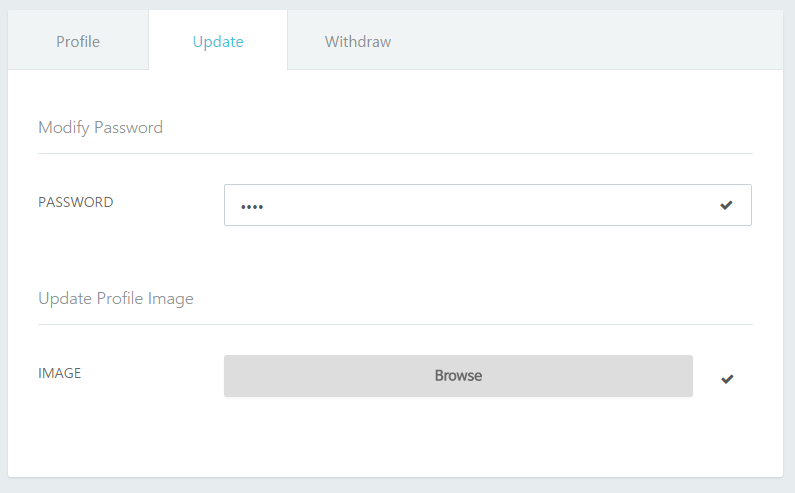 Profile Update Withdraw
Modify Password
PASSWORD ••••
Update Profile Image
IMAGE Browse